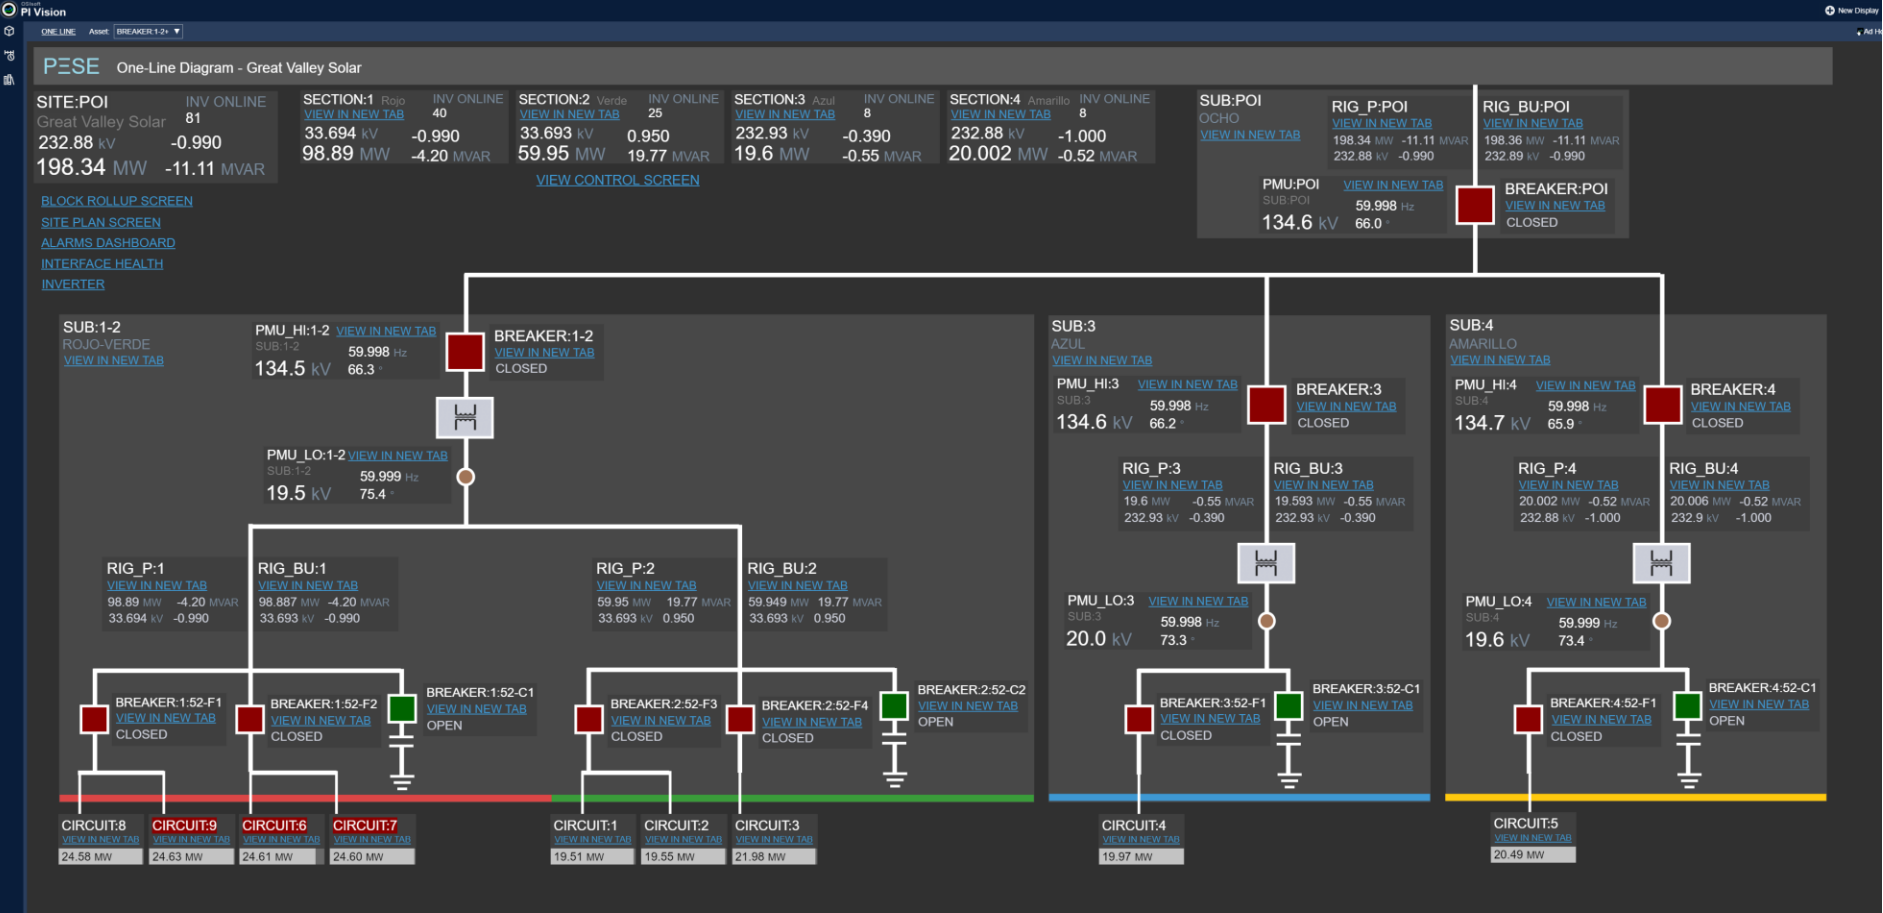 OSIsoft
PI Vision
New Display
ONE LINE
Asset:
BREAKER:1-2+
PESE
One-Line Diagram - Great Valley Solar
SITE:POI
INV ONLINE
Great Valley Solar
81
232.88 kV
-0.990
198.34 MW
-11.11 MVAR
SECTION:1 Rojo
INV ONLINE
VIEW IN NEW TAB
40
33.694 kV
-0.990
98.89 MW
-4.20 MVAR
SECTION:2 Verde
INV ONLINE
VIEW IN NEW TAB
25
33.693 kV
0.950
59.95 MW
19.77 MVAR
SECTION:3 Azul
INV ONLINE
VIEW IN NEW TAB
8
232.93 kV
-0.390
19.6 MW
-0.55 MVAR
SECTION:4 Amarillo
INV ONLINE
VIEW IN NEW TAB
8
232.88 kV
-1.000
20.002 MW
-0.52 MVAR
VIEW CONTROL SCREEN
BLOCK ROLLUP SCREEN
SITE PLAN SCREEN
ALARMS DASHBOARD
INTERFACE HEALTH
INVERTER
SUB:POI
OCHO
VIEW IN NEW TAB
RIG_P:POI
VIEW IN NEW TAB
198.34 MW -11.11 MVAR
232.88 kV -0.990
RIG_BU:POI
VIEW IN NEW TAB
198.36 MW -11.11 MVAR
232.89 kV -0.990
PMU:POI
VIEW IN NEW TAB
SUB:POI
59.998 Hz
134.6 kV
66.0 °
BREAKER:POI
VIEW IN NEW TAB
CLOSED
SUB:1-2
ROJO-VERDE
VIEW IN NEW TAB
PMU_HI:1-2
VIEW IN NEW TAB
SUB:1-2
59.998 Hz
134.5 kV
66.3 °
BREAKER:1-2
VIEW IN NEW TAB
CLOSED
PMU_LO:1-2
VIEW IN NEW TAB
SUB:1-2
59.999 Hz
19.5 kV
75.4 °
RIG_P:1
VIEW IN NEW TAB
98.89 MW -4.20 MVAR
33.694 kV -0.990
RIG_BU:1
VIEW IN NEW TAB
98.887 MW -4.20 MVAR
33.693 kV -0.990
RIG_P:2
VIEW IN NEW TAB
59.95 MW 19.77 MVAR
33.693 kV 0.950
RIG_BU:2
VIEW IN NEW TAB
59.949 MW 19.77 MVAR
33.693 kV 0.950
BREAKER:1:52-F1
VIEW IN NEW TAB
CLOSED
BREAKER:1:52-F2
VIEW IN NEW TAB
CLOSED
BREAKER:1:52-C1
VIEW IN NEW TAB
OPEN
BREAKER:2:52-F3
VIEW IN NEW TAB
CLOSED
BREAKER:2:52-F4
VIEW IN NEW TAB
CLOSED
BREAKER:2:52-C2
VIEW IN NEW TAB
OPEN
SUB:3
AZUL
VIEW IN NEW TAB
PMU_HI:3
VIEW IN NEW TAB
SUB:3
59.998 Hz
134.6 kV
66.2 °
BREAKER:3
VIEW IN NEW TAB
CLOSED
RIG_P:3
VIEW IN NEW TAB
19.6 MW -0.55 MVAR
232.93 kV -0.390
RIG_BU:3
VIEW IN NEW TAB
19.593 MW -0.55 MVAR
232.93 kV -0.390
PMU_LO:3
VIEW IN NEW TAB
SUB:3
59.998 Hz
20.0 kV
73.3 °
BREAKER:3:52-F1
VIEW IN NEW TAB
CLOSED
BREAKER:3:52-C1
VIEW IN NEW TAB
OPEN
SUB:4
AMARILLO
VIEW IN NEW TAB
PMU_HI:4
VIEW IN NEW TAB
SUB:4
59.998 Hz
134.7 kV
65.9 °
BREAKER:4
VIEW IN NEW TAB
CLOSED
RIG_P:4
VIEW IN NEW TAB
20.002 MW -0.52 MVAR
232.88 kV -1.000
RIG_BU:4
VIEW IN NEW TAB
20.006 MW -0.52 MVAR
232.9 kV -1.000
PMU_LO:4
VIEW IN NEW TAB
SUB:4
59.999 Hz
19.6 kV
73.4 °
BREAKER:4:52-F1
VIEW IN NEW TAB
CLOSED
BREAKER:4:52-C1
VIEW IN NEW TAB
OPEN
CIRCUIT:8
VIEW IN NEW TAB
24.58 MW
CIRCUIT:9
VIEW IN NEW TAB
24.63 MW
CIRCUIT:6
VIEW IN NEW TAB
24.61 MW
CIRCUIT:7
VIEW IN NEW TAB
24.60 MW
CIRCUIT:1
VIEW IN NEW TAB
19.51 MW
CIRCUIT:2
VIEW IN NEW TAB
19.55 MW
CIRCUIT:3
VIEW IN NEW TAB
21.98 MW
CIRCUIT:4
VIEW IN NEW TAB
19.97 MW
CIRCUIT:5
VIEW IN NEW TAB
20.49 MW